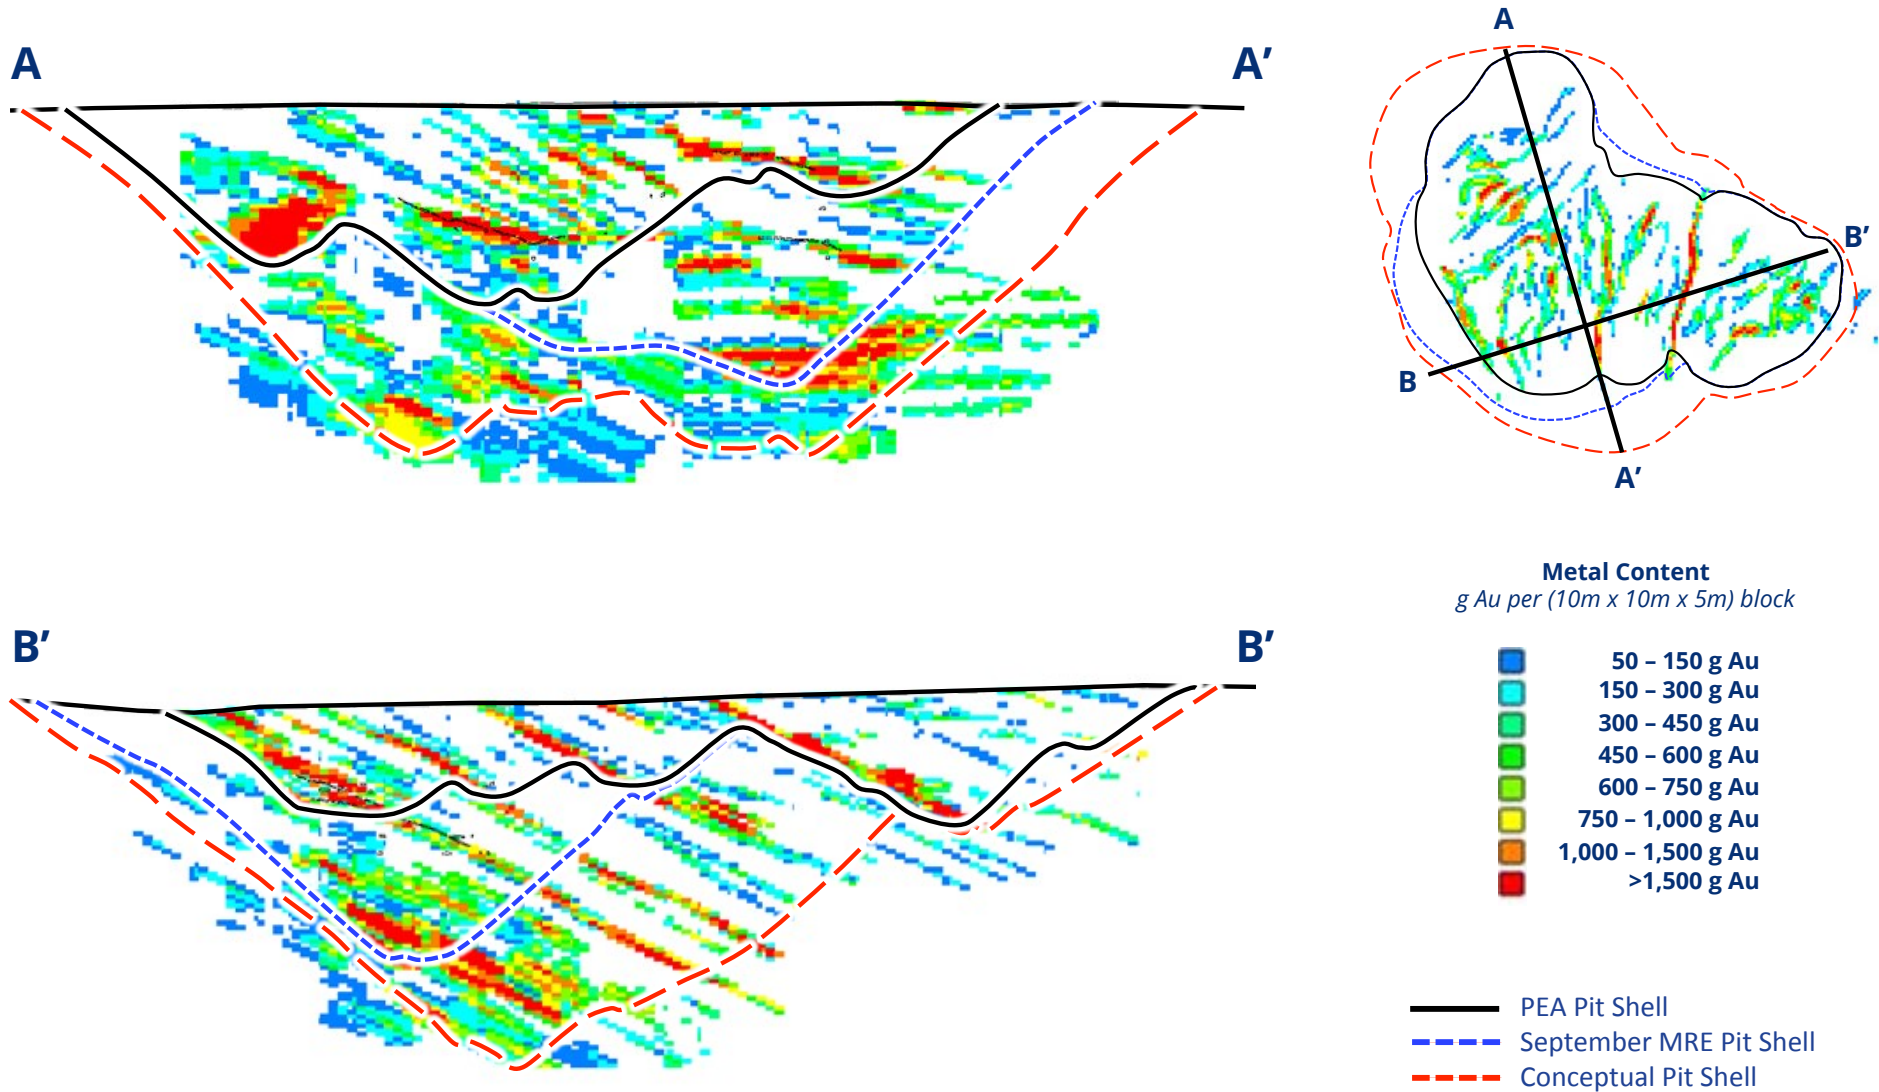 A
A’
A
B’
B
A’
Metal Content
g Au per (10m x 10m x 5m) block
B’
B’
50 – 150 g Au
150 – 300 g Au
300 – 450 g Au
450 – 600 g Au
600 – 750 g Au
750 – 1,000 g Au
1,000 – 1,500 g Au
>1,500 g Au
PEA Pit Shell
September MRE Pit Shell
Conceptual Pit Shell